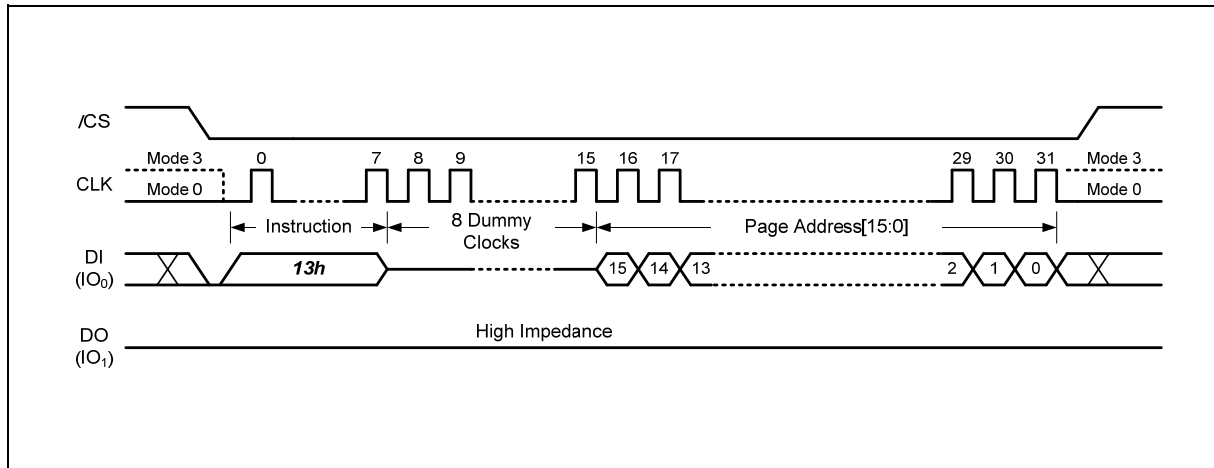 /CS
Mode 3 0 7 8 9 15 16 17 29 30 31 Mode 3
CLK
Mode 0 Mode 0
Instruction 8 Dummy Clocks Page Address[15:0]
DI
(IO0)
13h 15 14 13 2 1 0
High Impedance
DO
(IO1)